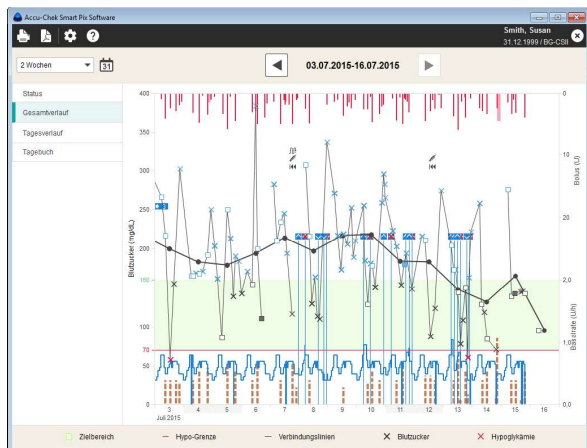 Accu-Chek Smart Pix Software
Smith, Susan
31.12.1999 / BG-CSII
2 Wochen
31
03.07.2015-16.07.2015
Status
Gesamtverlauf
Tagesverlauf
Tagebuch
Blutzucker (mg/dL)
400
350
300
250
200
160
100
70
50
0
0
10
20
2,0
1,0
0,0
Bolus (U)
Basalrate (U/h)
3 4 5 6 7 8 9 10 11 12 13 14 15 16
Juli 2015
Zielbereich
Hypo-Grenze
Verbindungslinien
Blutzucker
Hypoglykämie